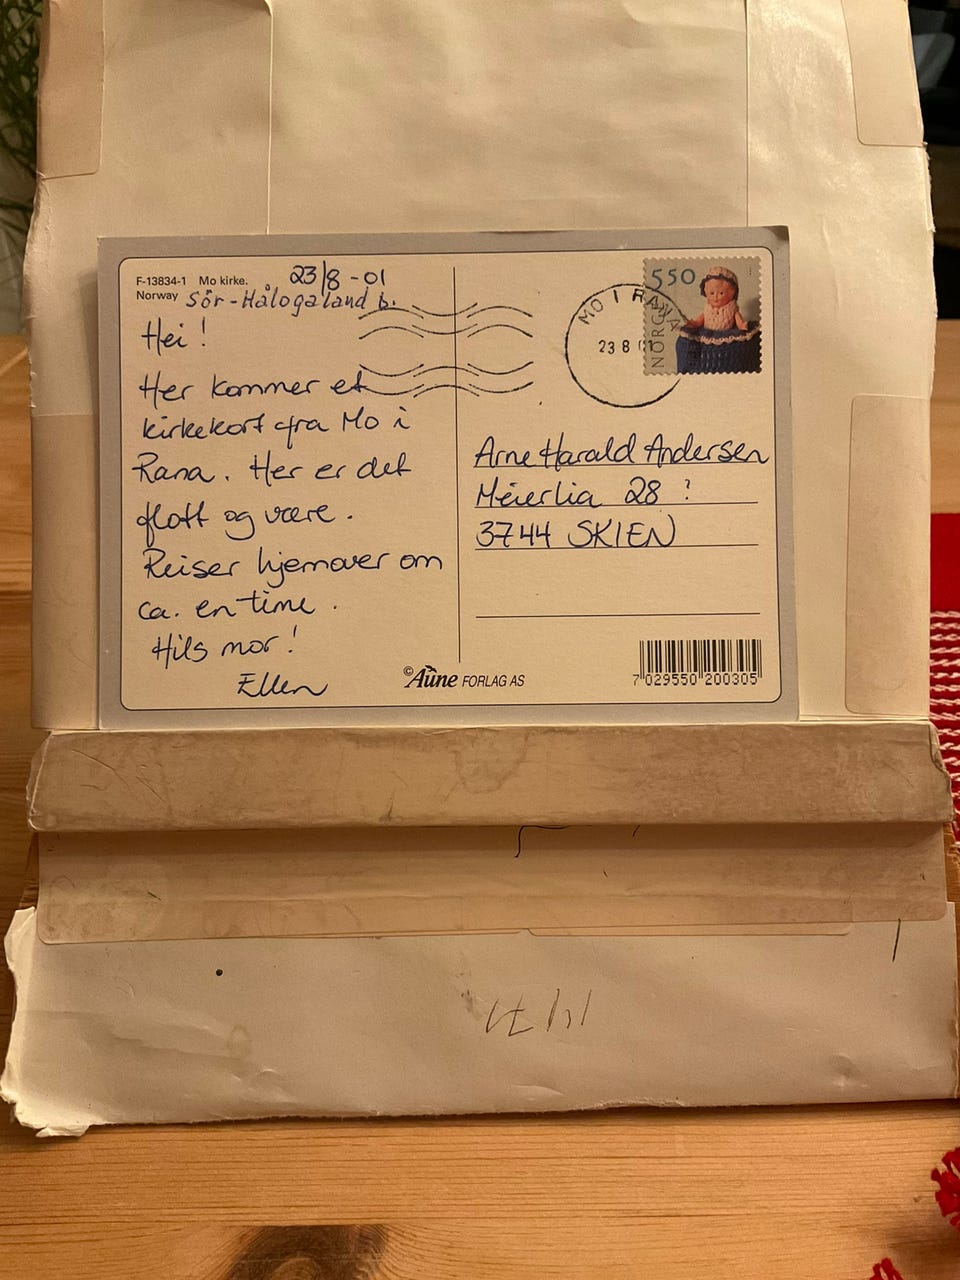 F-13834-1 Mo kirke.
Norway
23/8-01
Sör-Hålogaland b.
Hei!
Her kommer et
kirkekort fra Mo i
Rana. Her er det
flott og være.
Reiser hjemover om
ca. en time.
Hils mor!
Ellen
© Aune FORLAG AS
MO I RANA
23 8 01
550
NORGE
Arne Harald Andersen
Meierlia 28 ?
3744 SKIEN
7 029550 200305